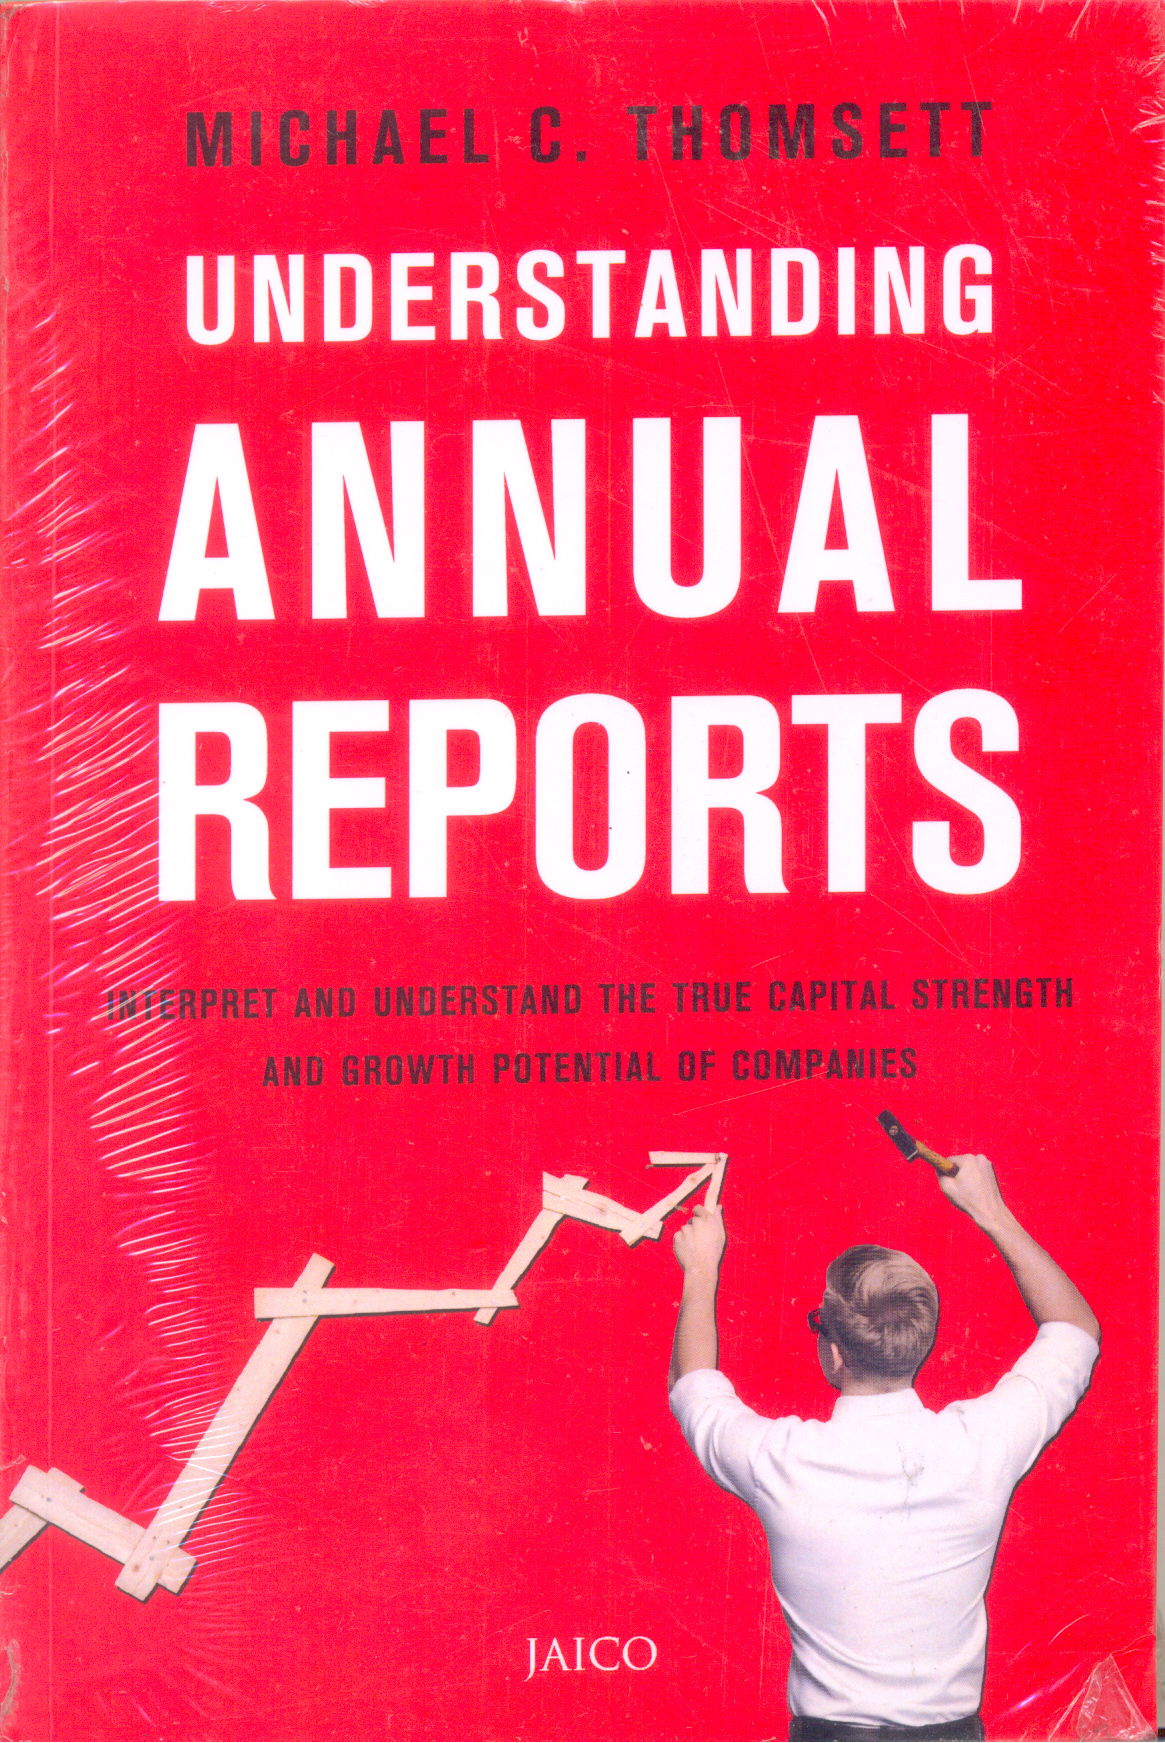 MICHAEL C. THOMSETT
UNDERSTANDING
ANNUAL
REPORTS
INTERPRET AND UNDERSTAND THE TRUE CAPITAL STRENGTH
AND GROWTH POTENTIAL OF COMPANIES
JAICO